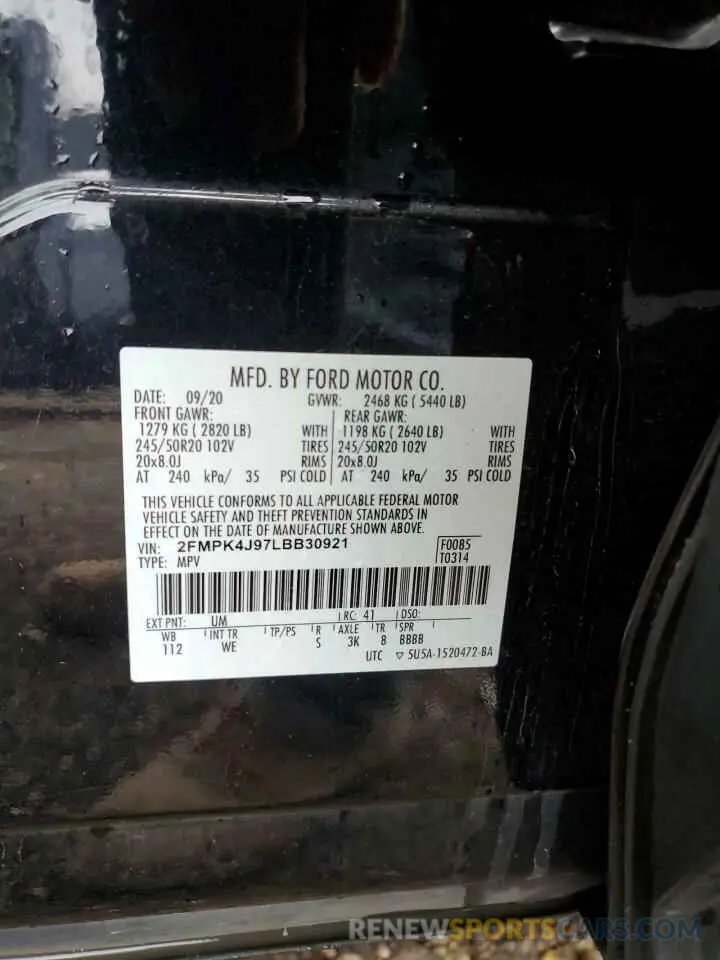 MFD. BY FORD MOTOR CO.
DATE: 09/20 GVWR: 2468 KG ( 5440 LB)
FRONT GAWR: REAR GAWR:
1279 KG ( 2820 LB) WITH 1198 KG ( 2640 LB) WITH
245/50R20 102V TIRES 245/50R20 102V TIRES
20x8.0J RIMS 20x8.0J RIMS
AT 240 kPa/ 35 PSI COLD AT 240 kPa/ 35 PSI COLD
THIS VEHICLE CONFORMS TO ALL APPLICABLE FEDERAL MOTOR
VEHICLE SAFETY AND THEFT PREVENTION STANDARDS IN
EFFECT ON THE DATE OF MANUFACTURE SHOWN ABOVE.
VIN: 2FMPK4J97LBB30921 F0085
TYPE: MPV T0314
EXT PNT: UM RC: 41 DSO:
WB INT TR TP/PS R AXLE TR SPR
112 WE S 3K 8 BBBB
UTC ▽ 5U5A-1520472-BA
RENEWSPORTSCARS.COM